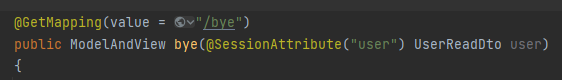 @GetMapping(value = "/bye")
public ModelAndView bye(@SessionAttribute("user") UserReadDto user)
{